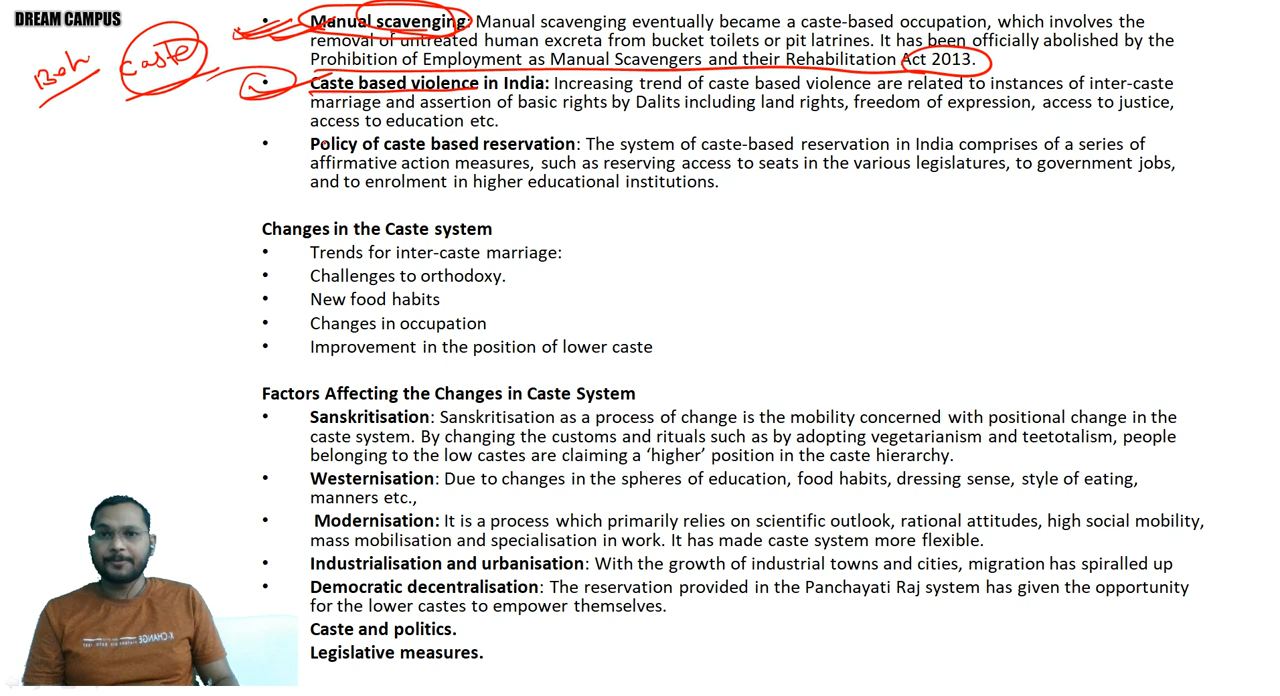 DREAM CAMPUS
• Manual scavenging: Manual scavenging eventually became a caste-based occupation, which involves the
removal of untreated human excreta from bucket toilets or pit latrines. It has been officially abolished by the
Prohibition of Employment as Manual Scavengers and their Rehabilitation Act 2013.
Caste
• Caste based violence in India: Increasing trend of caste based violence are related to instances of inter-caste
marriage and assertion of basic rights by Dalits including land rights, freedom of expression, access to justice,
access to education etc.
• Policy of caste based reservation: The system of caste-based reservation in India comprises of a series of
affirmative action measures, such as reserving access to seats in the various legislatures, to government jobs,
and to enrolment in higher educational institutions.
Changes in the Caste system
• Trends for inter-caste marriage:
• Challenges to orthodoxy.
• New food habits
• Changes in occupation
• Improvement in the position of lower caste
Factors Affecting the Changes in Caste System
• Sanskritisation: Sanskritisation as a process of change is the mobility concerned with positional change in the
caste system. By changing the customs and rituals such as by adopting vegetarianism and teetotalism, people
belonging to the low castes are claiming a ‘higher’ position in the caste hierarchy.
• Westernisation: Due to changes in the spheres of education, food habits, dressing sense, style of eating,
manners etc.,
• Modernisation: It is a process which primarily relies on scientific outlook, rational attitudes, high social mobility,
mass mobilisation and specialisation in work. It has made caste system more flexible.
• Industrialisation and urbanisation: With the growth of industrial towns and cities, migration has spiralled up
• Democratic decentralisation: The reservation provided in the Panchayati Raj system has given the opportunity
for the lower castes to empower themselves.
Caste and politics.
Legislative measures.